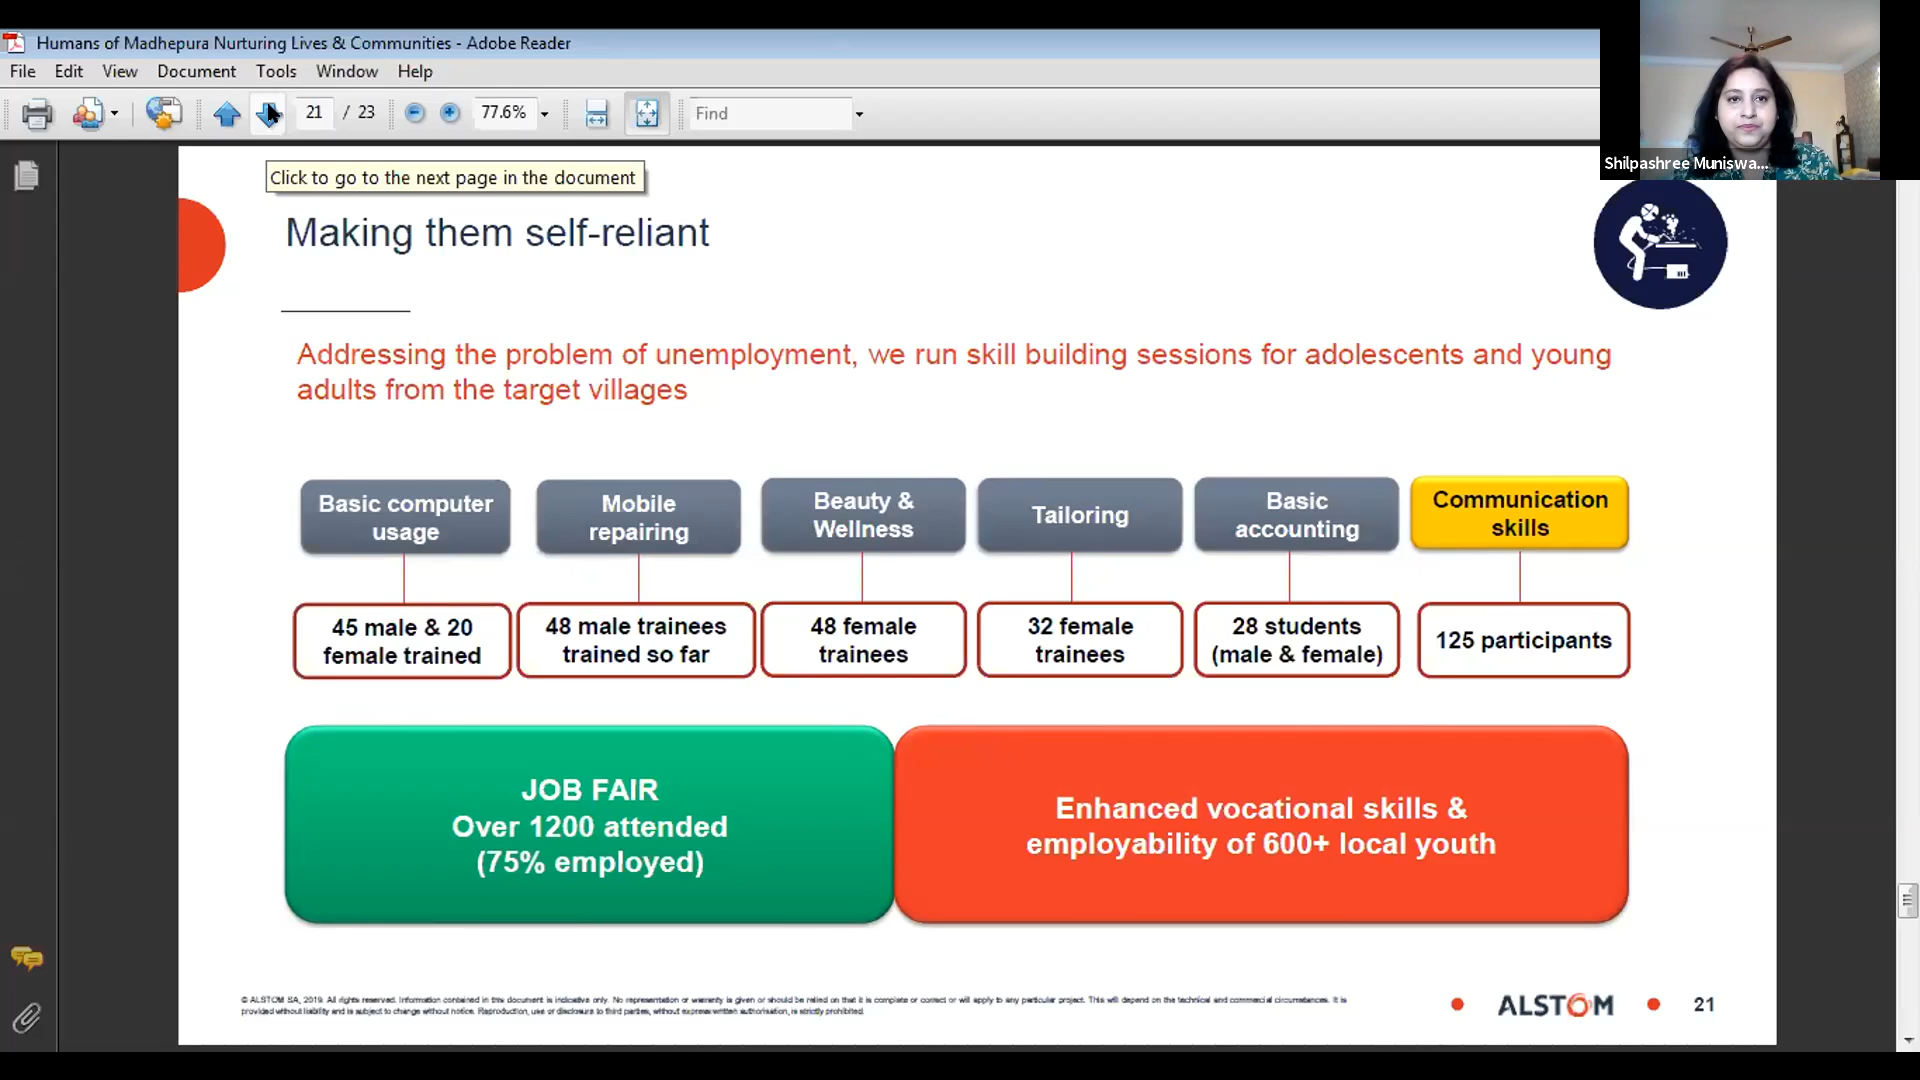 Humans of Madhepura Nurturing Lives & Communities - Adobe Reader
File Edit View Document Tools Window Help
21 / 23 77.6% Find
Shilpashree Muniswa...
Click to go to the next page in the document
Making them self-reliant
Addressing the problem of unemployment, we run skill building sessions for adolescents and young
adults from the target villages
Basic computer
usage
Mobile
repairing
Beauty &
Wellness
Tailoring
Basic
accounting
Communication
skills
45 male & 20
female trained
48 male trainees
trained so far
48 female
trainees
32 female
trainees
28 students
(male & female)
125 participants
JOB FAIR
Over 1200 attended
(75% employed)
Enhanced vocational skills &
employability of 600+ local youth
© ALSTOM SA, 2019. All rights reserved. Information contained in this document is indicative only. No representation or warranty is given or should be relied on that it is complete or correct or will apply to any particular project. This will depend on the technical and commercial circumstances. It is
provided without liability and is subject to change without notice. Reproduction, use or disclosure to third parties, without express written authorisation, is strictly prohibited.
ALSTOM
21